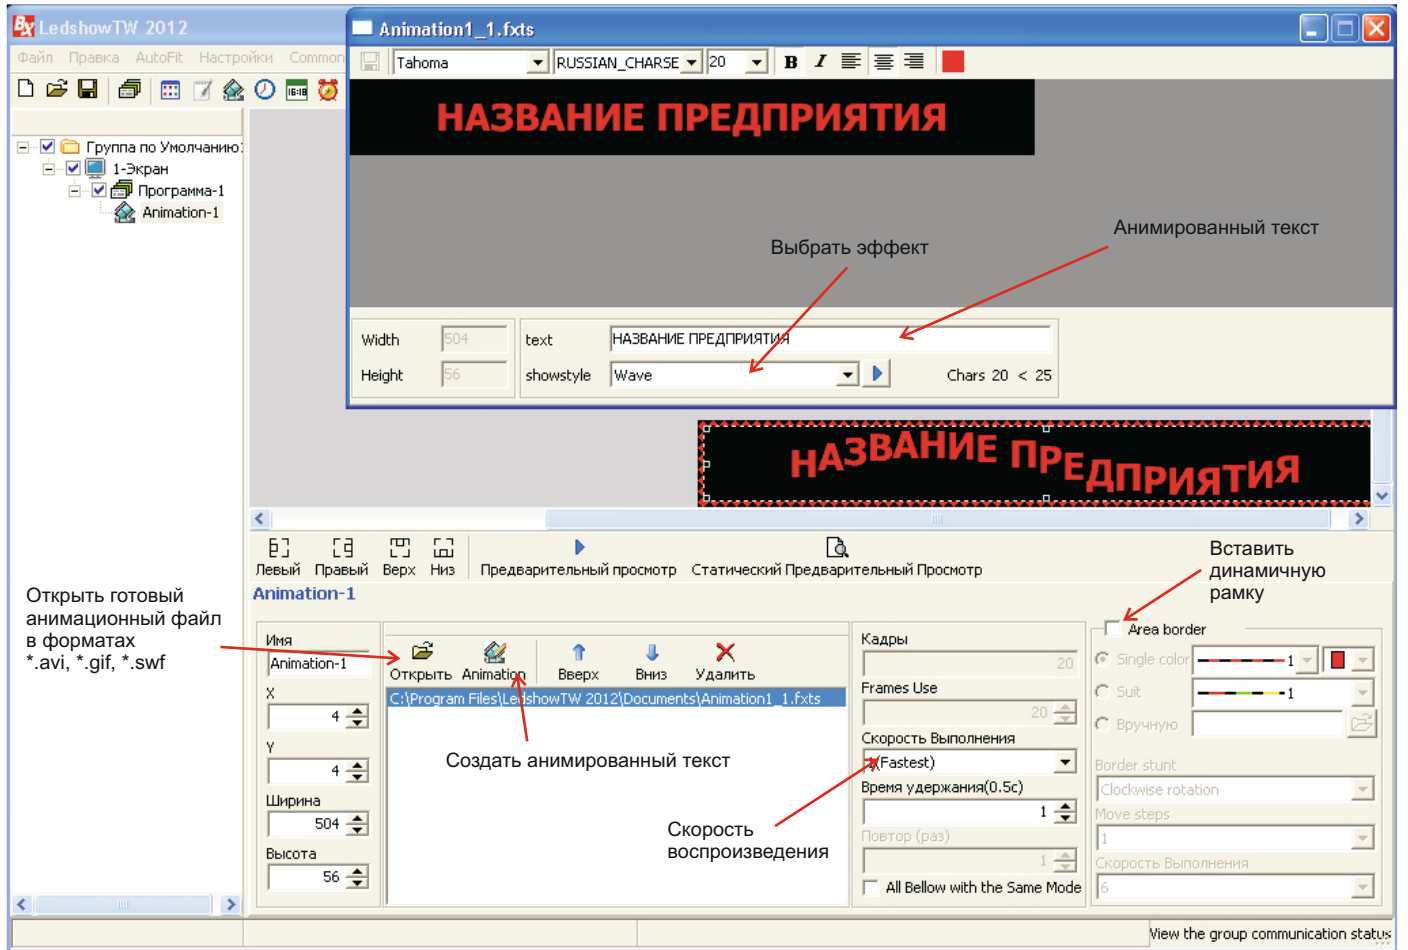 LedshowTW 2012
Файл Правка AutoFit Настройки Common
Группа по Умолчанию
1-Экран
Программа-1
Animation-1
Animation1_1.fxts
Tahoma RUSSIAN_CHARSE 20 B I
НАЗВАНИЕ ПРЕДПРИЯТИЯ
Анимированный текст
Выбрать эффект
Width 504 text НАЗВАНИЕ ПРЕДПРИЯТИЯ
Height 56 showstyle Wave Chars 20 < 25
НАЗВАНИЕ ПРЕДПРИЯТИЯ
Левый Правый Верх Низ Предварительный просмотр Статический Предварительный Просмотр
Вставить
динамичную
рамку
Animation-1
Открыть готовый
анимационный файл
в форматах
*.avi, *.gif, *.swf
Имя
Animation-1
X
4
Y
4
Ширина
504
Высота
56
Открыть Animation Вверх Вниз Удалить
C:\Program Files\LedshowTW 2012\Documents\Animation1_1.fxts
Создать анимированный текст
Скорость
воспроизведения
Кадры
20
Frames Use
20
Скорость Выполнения
1(Fastest)
Время удержания(0.5с)
1
Повтор (раз)
1
All Bellow with the Same Mode
Area border
Single color 1
Suit 1
Вручную
Border stunt
Clockwise rotation
Move steps
1
Скорость Выполнения
6
View the group communication status